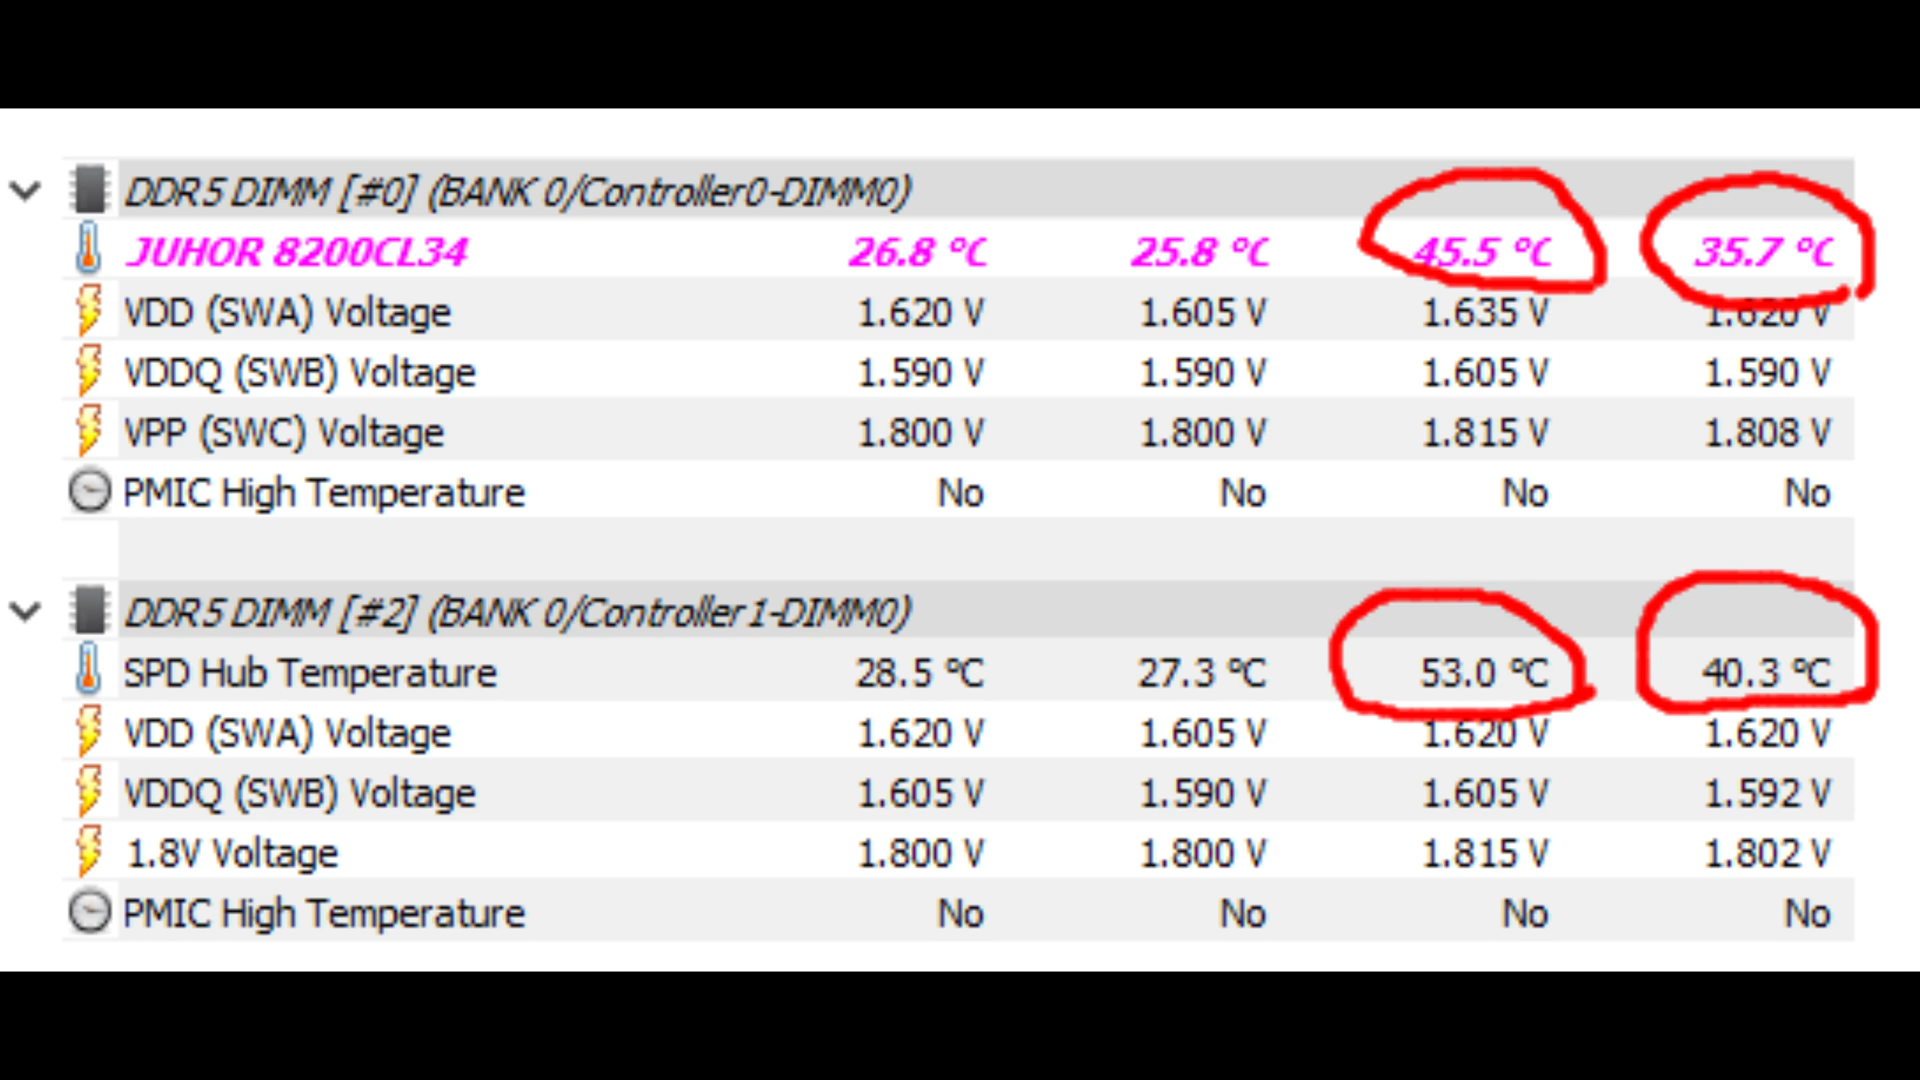 DDR5 DIMM [#0] (BANK 0/Controller0-DIMM0)
JUHOR 8200CL34 26.8 °C 25.8 °C 45.5 °C 35.7 °C
VDD (SWA) Voltage 1.620 V 1.605 V 1.635 V 1.620 V
VDDQ (SWB) Voltage 1.590 V 1.590 V 1.605 V 1.590 V
VPP (SWC) Voltage 1.800 V 1.800 V 1.815 V 1.808 V
PMIC High Temperature No No No No
DDR5 DIMM [#2] (BANK 0/Controller1-DIMM0)
SPD Hub Temperature 28.5 °C 27.3 °C 53.0 °C 40.3 °C
VDD (SWA) Voltage 1.620 V 1.605 V 1.620 V 1.620 V
VDDQ (SWB) Voltage 1.605 V 1.590 V 1.605 V 1.592 V
1.8V Voltage 1.800 V 1.800 V 1.815 V 1.802 V
PMIC High Temperature No No No No